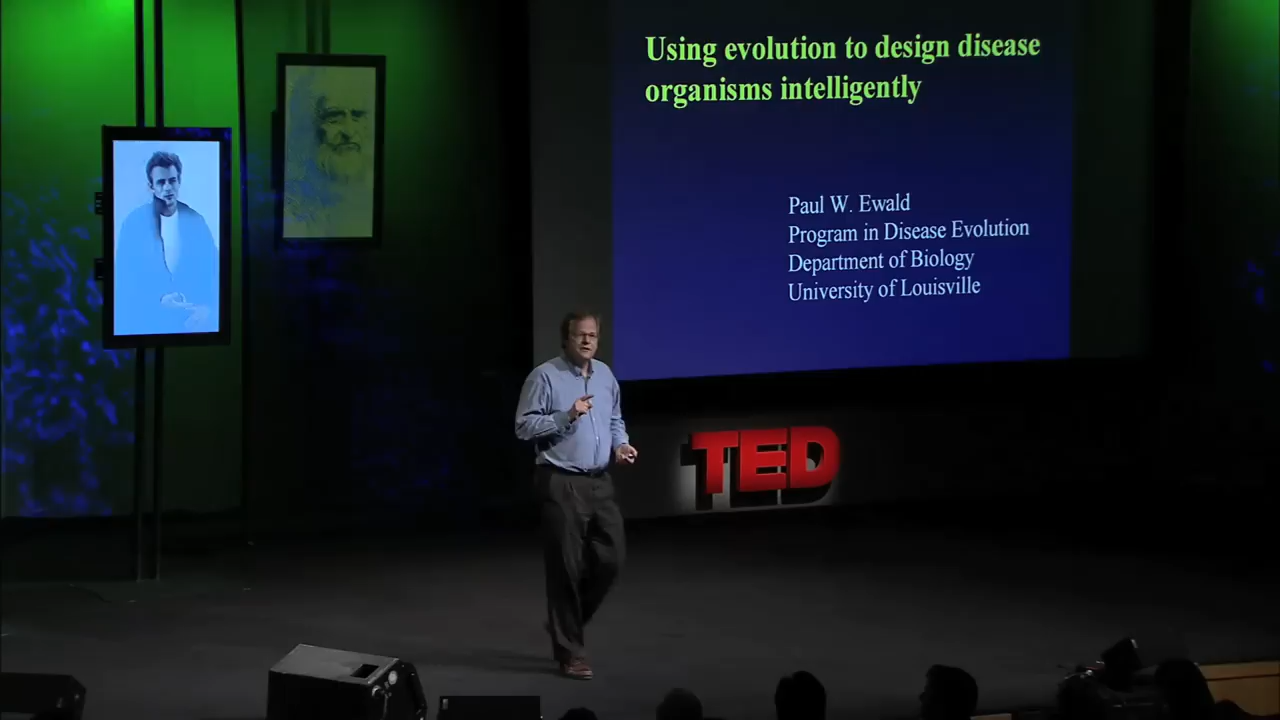 Using evolution to design disease
organisms intelligently
Paul W. Ewald
Program in Disease Evolution
Department of Biology
University of Louisville
TED